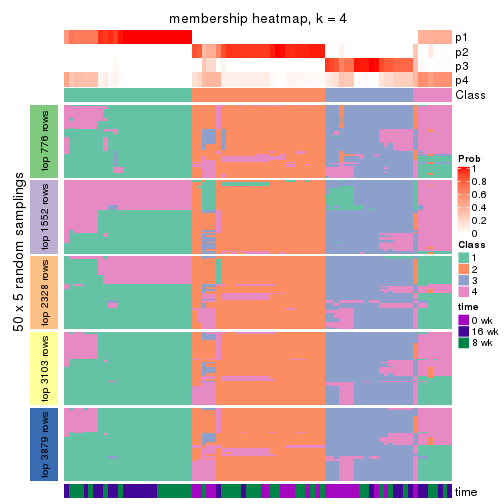 membership heatmap, k = 4
p1
p2
p3
p4
Class
50 x 5 random samplings
top 776 rows
top 1552 rows
top 2328 rows
top 3103 rows
top 3879 rows
time
Prob
1
0.8
0.6
0.4
0.2
0
Class
1
2
3
4
time
0 wk
16 wk
8 wk